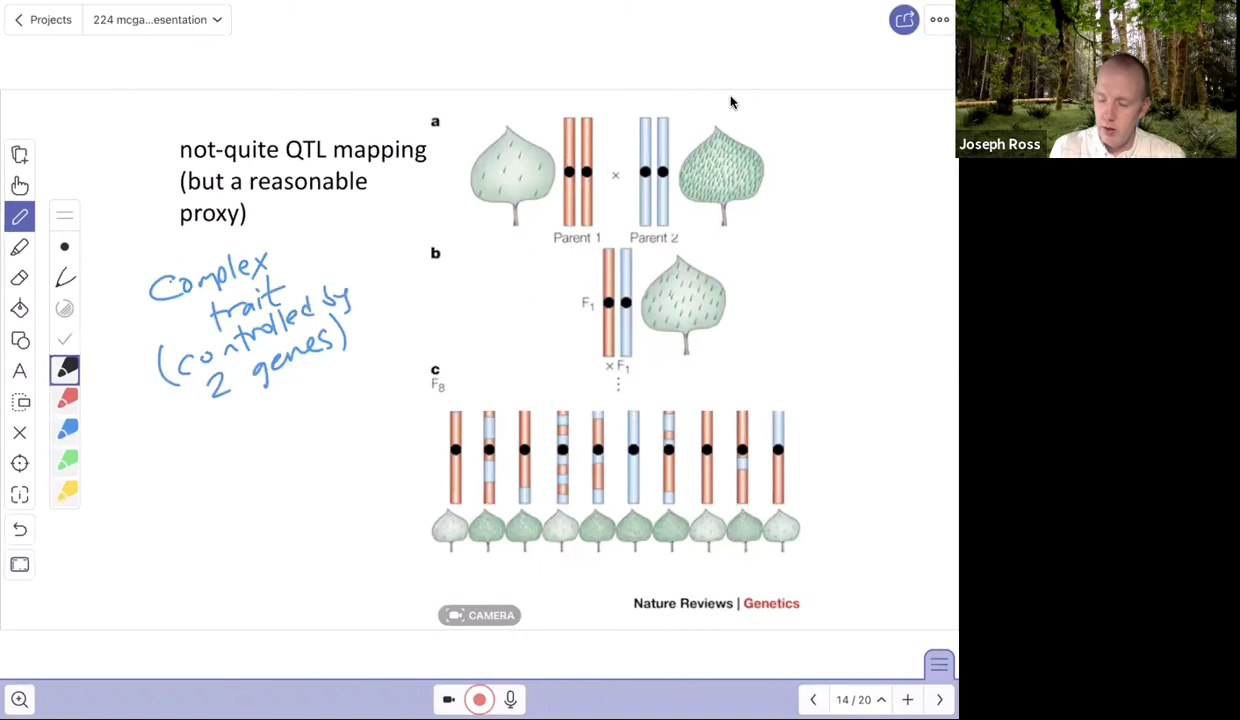 Projects
224 mcga...esentation
Joseph Ross
not-quite QTL mapping
(but a reasonable
proxy)
Complex
trait
(controlled by
2 genes)
a
×
Parent 1
Parent 2
b
F1
× F1
c
F8
Nature Reviews | Genetics
CAMERA
A
14 / 20